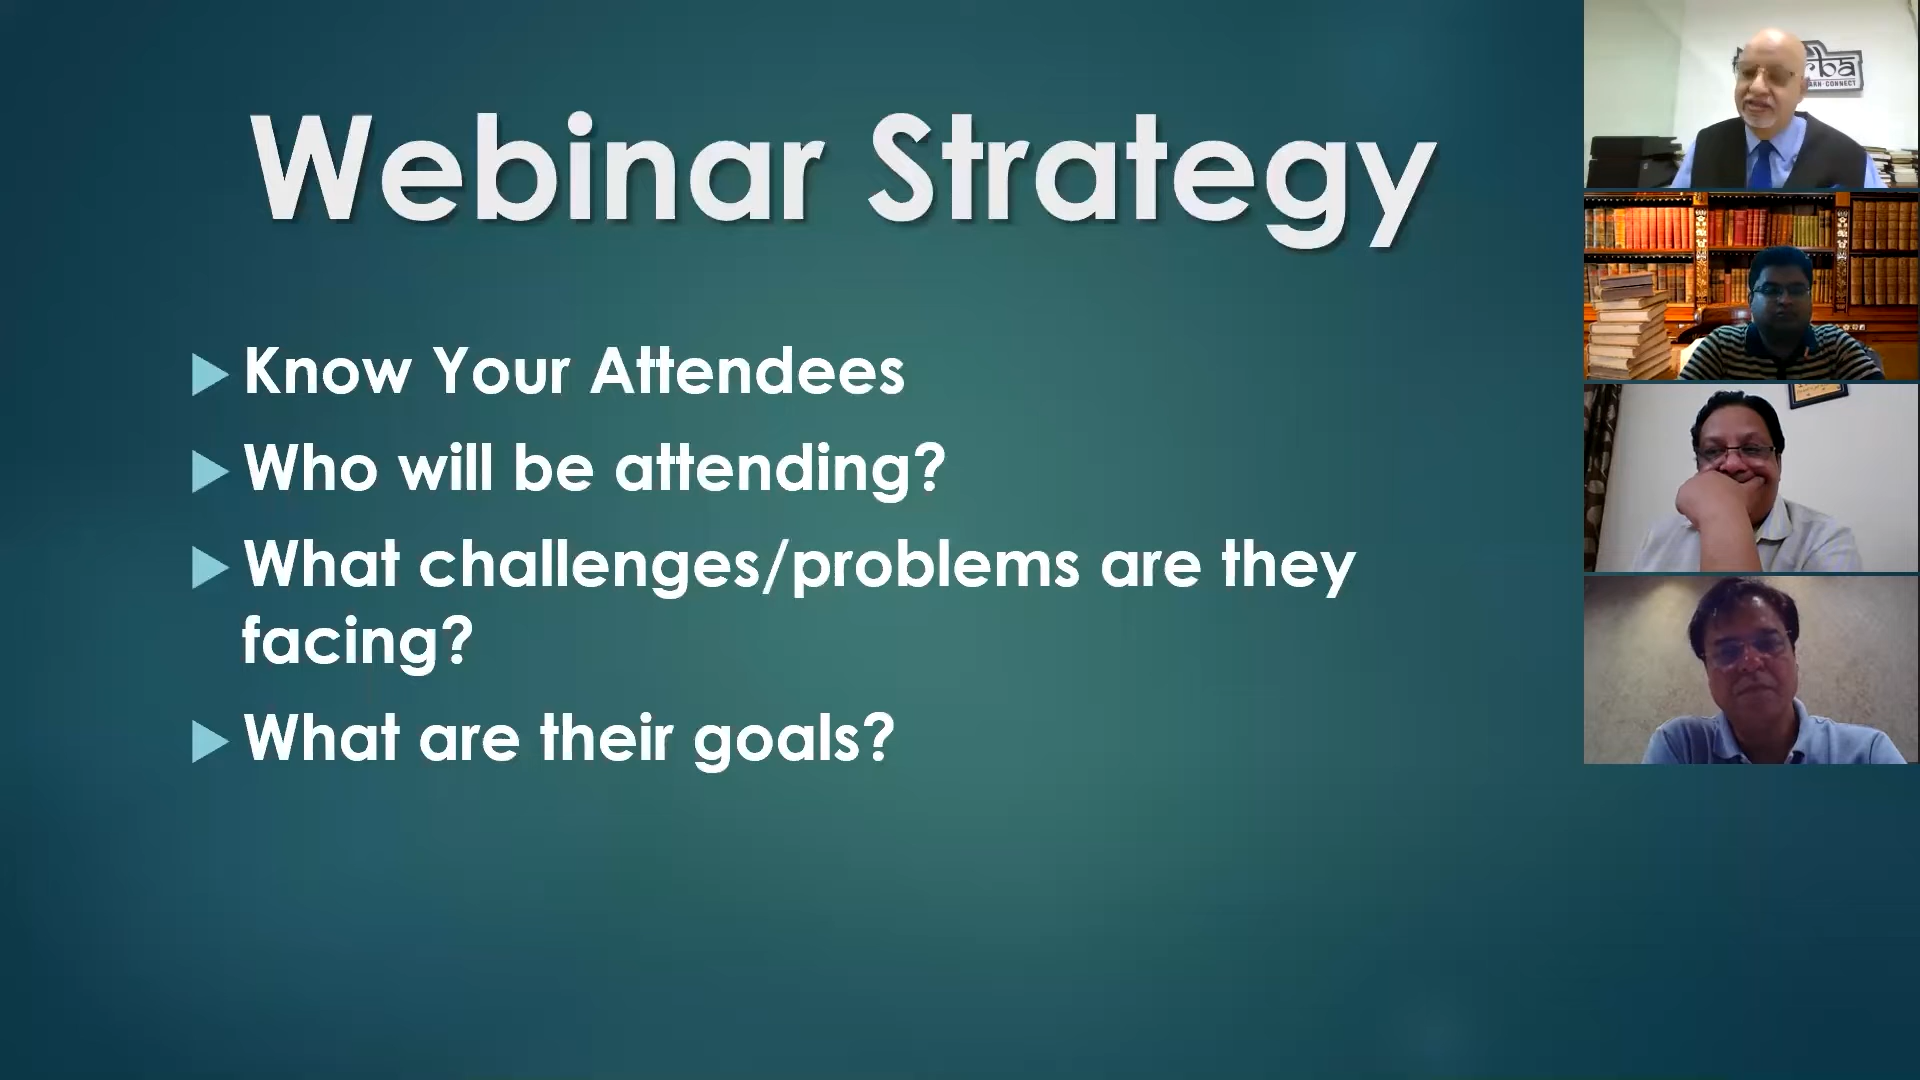 Webinar Strategy
Know Your Attendees
Who will be attending?
What challenges/problems are they
facing?
What are their goals?
CONNECT